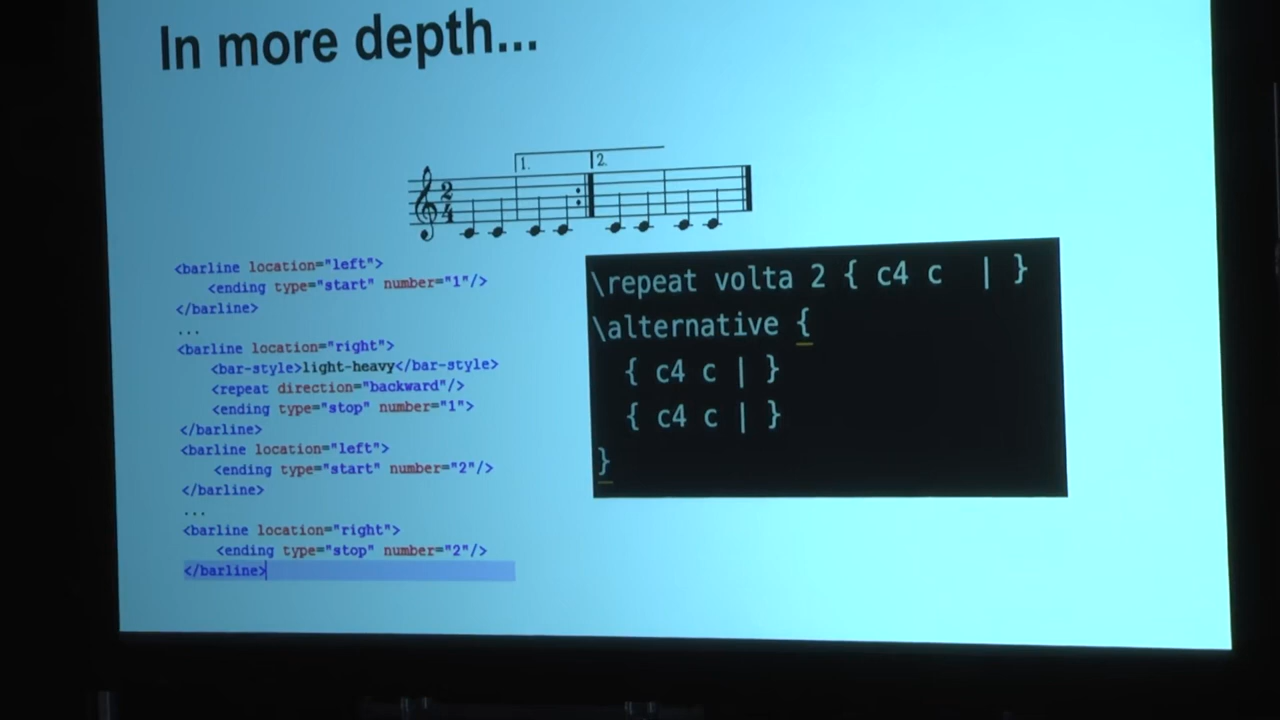 In more depth...
1. 2.
2
4
<barline location="left">
<ending type="start" number="1"/>
</barline>
...
<barline location="right">
<bar-style>light-heavy</bar-style>
<repeat direction="backward"/>
<ending type="stop" number="1">
</barline>
<barline location="left">
<ending type="start" number="2"/>
</barline>
...
<barline location="right">
<ending type="stop" number="2"/>
</barline>
\repeat volta 2 { c4 c | }
\alternative {
{ c4 c | }
{ c4 c | }
}